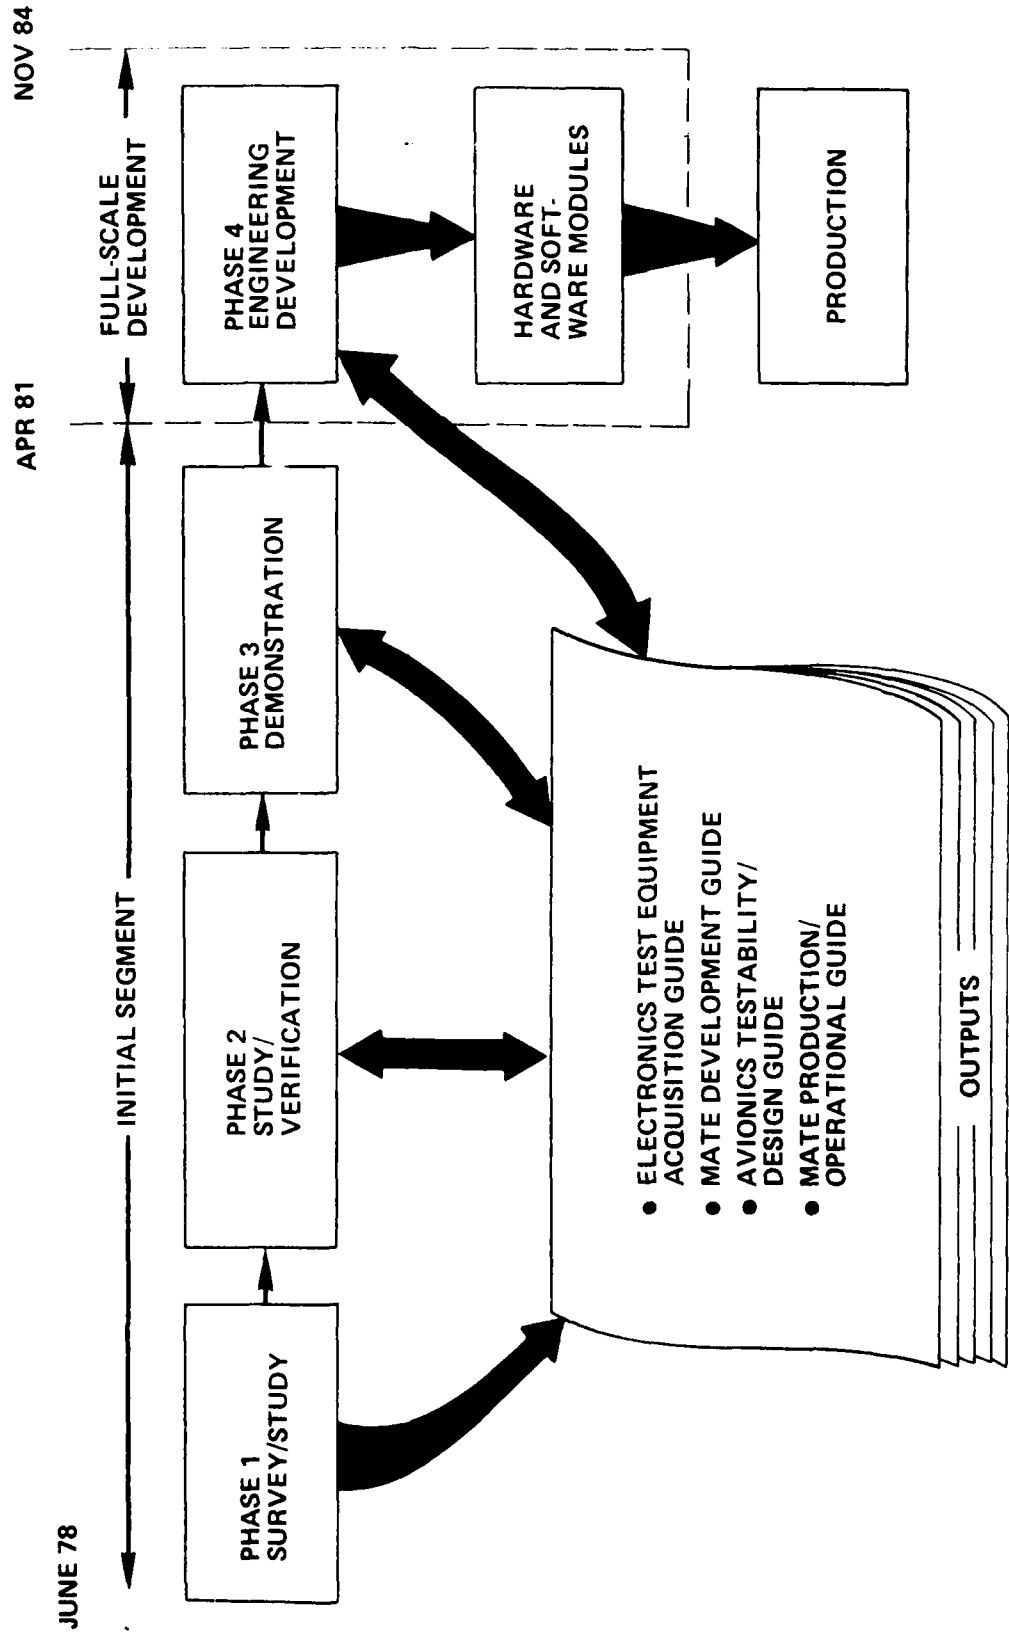 JUNE 78
APR 81
NOV 84
INITIAL SEGMENT
FULL-SCALE
DEVELOPMENT
PHASE 1
SURVEY/STUDY
PHASE 2
STUDY/
VERIFICATION
PHASE 3
DEMONSTRATION
PHASE 4
ENGINEERING
DEVELOPMENT
HARDWARE
AND SOFT-
WARE MODULES
PRODUCTION
• ELECTRONICS TEST EQUIPMENT
ACQUISITION GUIDE
• MATE DEVELOPMENT GUIDE
• AVIONICS TESTABILITY/
DESIGN GUIDE
• MATE PRODUCTION/
OPERATIONAL GUIDE
OUTPUTS